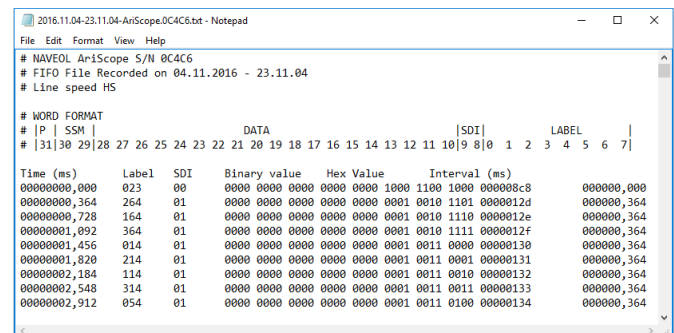 2016.11.04-23.11.04-AriScope.0C4C6.txt - Notepad
File Edit Format View Help
# NAVEOL AriScope S/N 0C4C6
# FIFO File Recorded on 04.11.2016 - 23.11.04
# Line speed HS
# WORD FORMAT
# |P | SSM | DATA |SDI| LABEL |
# |31|30 29|28 27 26 25 24 23 22 21 20 19 18 17 16 15 14 13 12 11 10|9 8|0 1 2 3 4 5 6 7|
Time (ms) Label SDI Binary value Hex Value Interval (ms)
00000000,000 023 00 0000 0000 0000 0000 0000 1000 1100 1000 000008c8 000000,000
00000000,364 264 01 0000 0000 0000 0000 0000 0001 0010 1101 0000012d 000000,364
00000000,728 164 01 0000 0000 0000 0000 0000 0001 0010 1110 0000012e 000000,364
00000001,092 364 01 0000 0000 0000 0000 0000 0001 0010 1111 0000012f 000000,364
00000001,456 014 01 0000 0000 0000 0000 0000 0001 0011 0000 00000130 000000,364
00000001,820 214 01 0000 0000 0000 0000 0000 0001 0011 0001 00000131 000000,364
00000002,184 114 01 0000 0000 0000 0000 0000 0001 0011 0010 00000132 000000,364
00000002,548 314 01 0000 0000 0000 0000 0000 0001 0011 0011 00000133 000000,364
00000002,912 054 01 0000 0000 0000 0000 0000 0001 0011 0100 00000134 000000,364